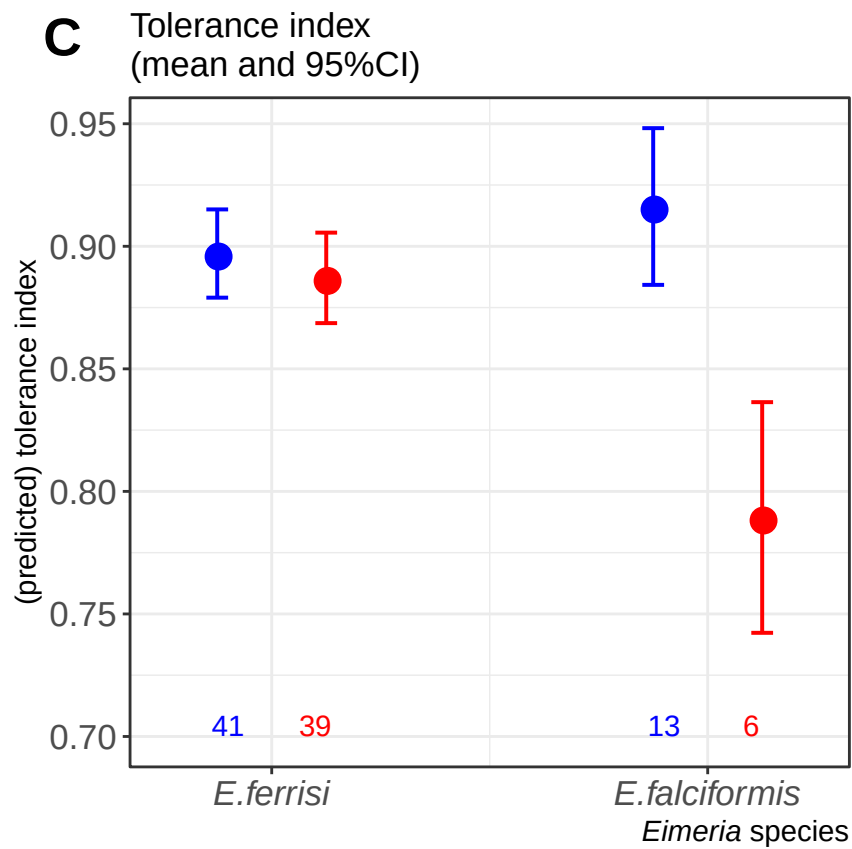 C
Tolerance index
(mean and 95%CI)
(predicted) tolerance index
0.95
0.90
0.85
0.80
0.75
0.70
41 39 13 6
E.ferrisi E.falciformis
Eimeria species